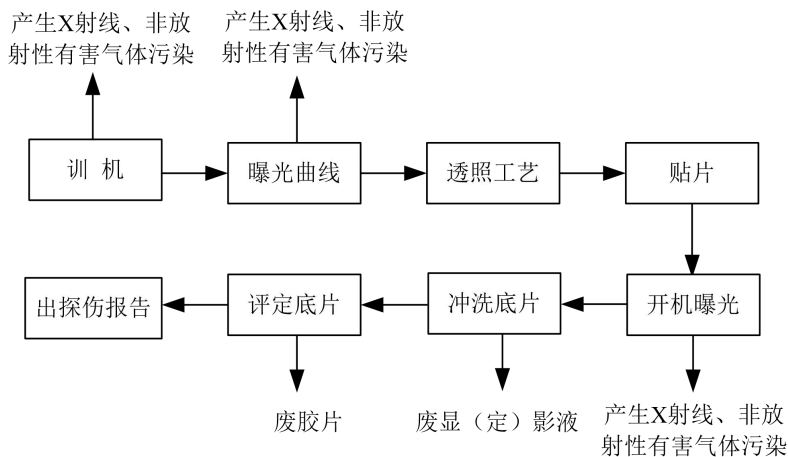 产生X射线、非放
射性有害气体污染
产生X射线、非放
射性有害气体污染
训 机
曝光曲线
透照工艺
贴片
出探伤报告
评定底片
冲洗底片
开机曝光
废胶片
废显（定）影液
产生X射线、非放
射性有害气体污染